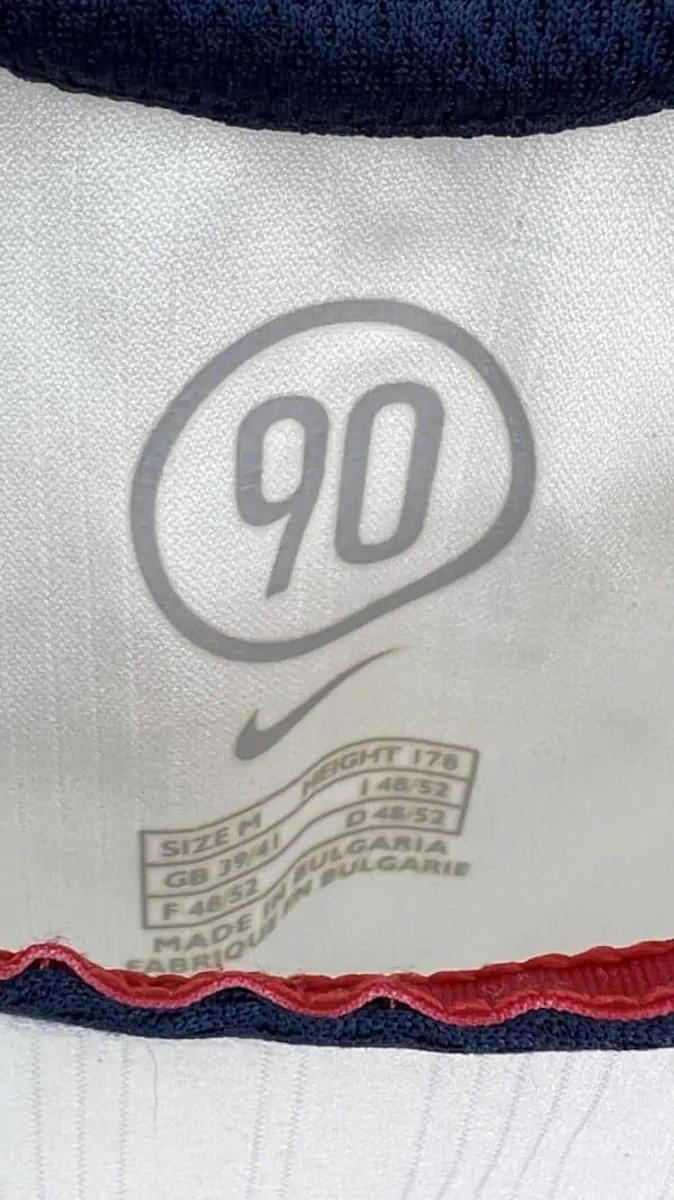 90
SIZE M HEIGHT 178
GB 39/41 I 48/52
F 48/52 D 48/52
MADE IN BULGARIA
FABRIQUE EN BULGARIE